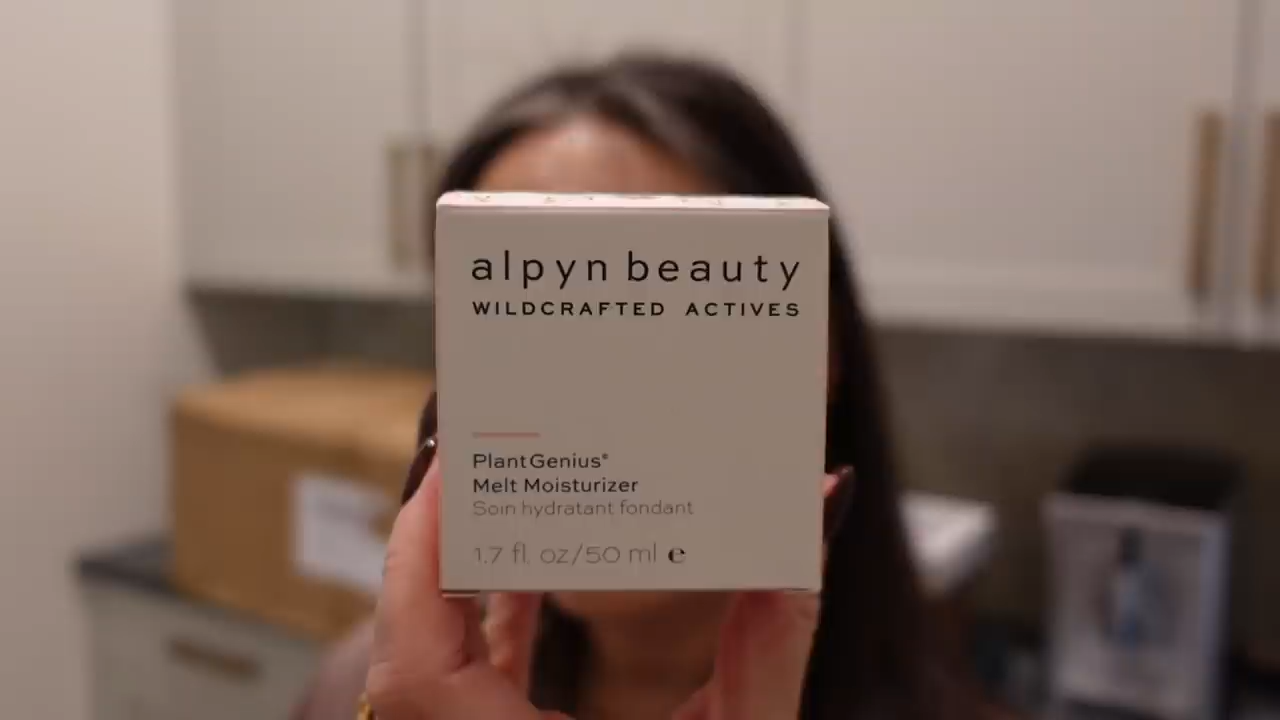 alpyn beauty
WILDCRAFTED ACTIVES
PlantGenius®
Melt Moisturizer
Soin hydratant fondant
1.7 fl oz/50 ml ℮